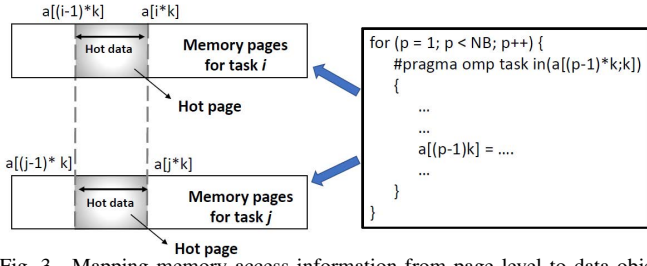 a[(i-1)*k] a[i*k]
Hot data
Memory pages
for task i
Hot page
a[(j-1)* k] a[j*k]
Hot data
Memory pages
for task j
Hot page
for (p = 1; p < NB; p++) {
#pragma omp task in(a[(p-1)*k;k])
{
...
...
a[(p-1)k] = ....
...
}
}
Fig. 3. Mapping memory access information from page level to data obje